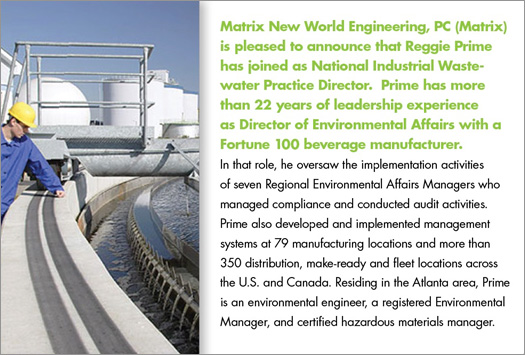 Matrix New World Engineering, PC (Matrix)
is pleased to announce that Reggie Prime
has joined as National Industrial Waste-
water Practice Director.  Prime has more
than 22 years of leadership experience
as Director of Environmental Affairs with a
Fortune 100 beverage manufacturer.
In that role, he oversaw the implementation activities
of seven Regional Environmental Affairs Managers who
managed compliance and conducted audit activities.
Prime also developed and implemented management
systems at 79 manufacturing locations and more than
350 distribution, make-ready and fleet locations across
the U.S. and Canada. Residing in the Atlanta area, Prime
is an environmental engineer, a registered Environmental
Manager, and certified hazardous materials manager.